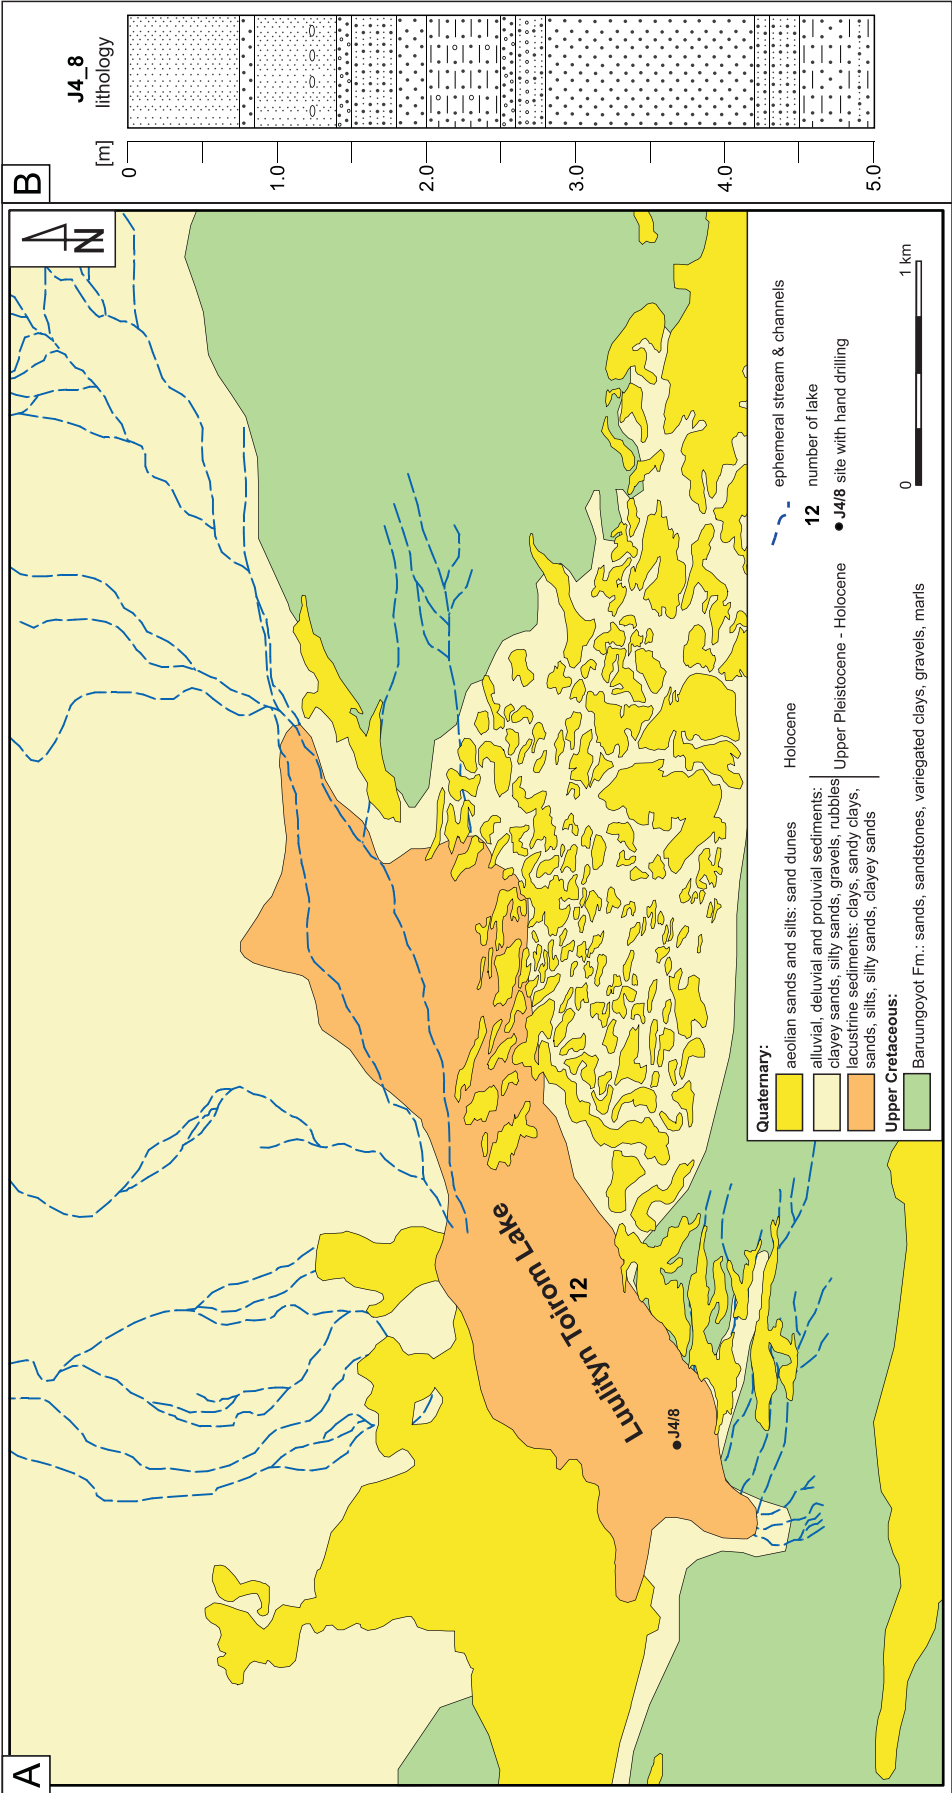 A
N
Luulityn Toirom Lake
12
J4/8
Quaternary:
aeolian sands and silts: sand dunes
Holocene
alluvial, deluvial and proluvial sediments:
clayey sands, silty sands, gravels, rubbles
lacustrine sediments: clays, sandy clays,
sands, silts, silty sands, clayey sands
Upper Pleistocene - Holocene
Upper Cretaceous:
Baruungoyot Fm.: sands, sandstones, variegated clays, gravels, marls
ephemeral stream & channels
12 number of lake
J4/8 site with hand drilling
0 1 km
B
J4_8
lithology
[m]
0
1.0
2.0
3.0
4.0
5.0